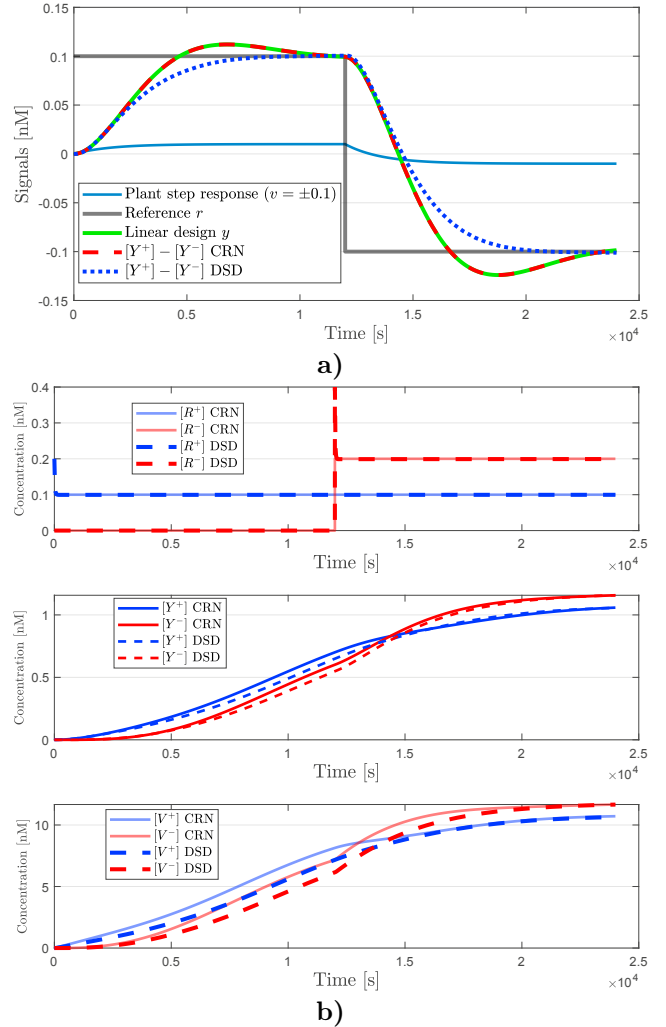 0.15
0.1
0.05
0
-0.05
-0.1
-0.15
Signals [nM]
Plant step response (v = ±0.1)
Reference r
Linear design y
[Y⁺] − [Y⁻] CRN
[Y⁺] − [Y⁻] DSD
0 0.5 1 1.5 2 2.5
Time [s]
×10⁴
a)
0.4
0.3
0.2
0.1
0
Concentration [nM]
[R⁺] CRN
[R⁻] CRN
[R⁺] DSD
[R⁻] DSD
0 0.5 1 1.5 2 2.5
Time [s]
×10⁴
1
0.5
0
Concentration [nM]
[Y⁺] CRN
[Y⁻] CRN
[Y⁺] DSD
[Y⁻] DSD
0 0.5 1 1.5 2 2.5
Time [s]
×10⁴
10
5
0
Concentration [nM]
[V⁺] CRN
[V⁻] CRN
[V⁺] DSD
[V⁻] DSD
0 0.5 1 1.5 2 2.5
Time [s]
×10⁴
b)